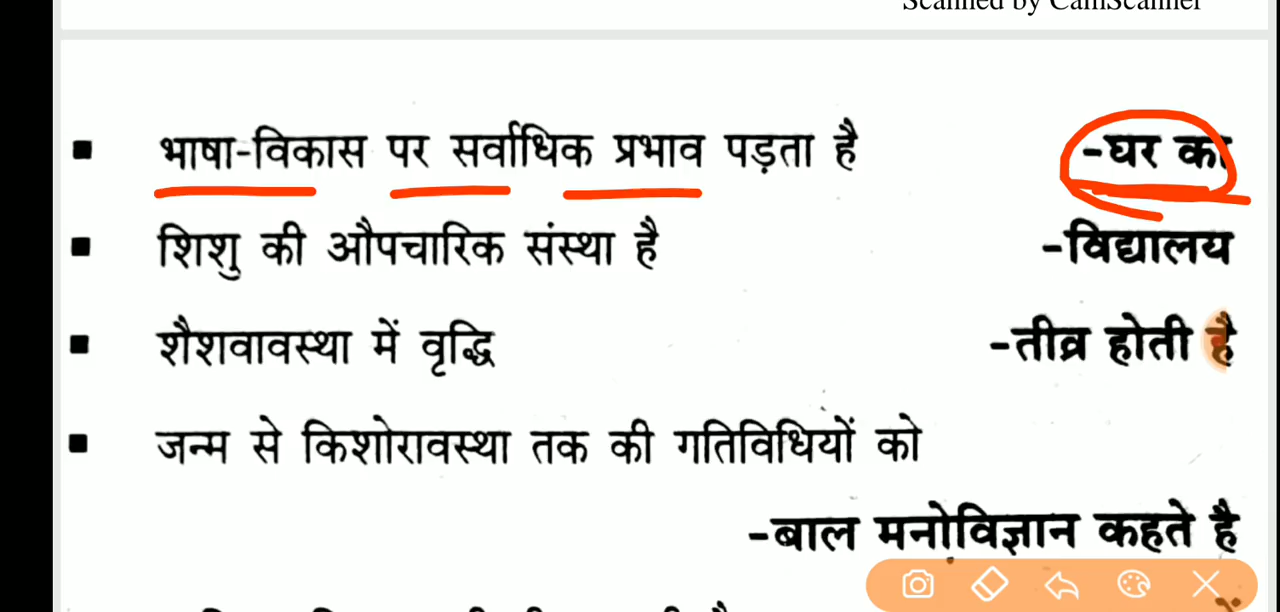 Scanned by CamScanner
▪ भाषा-विकास पर सर्वाधिक प्रभाव पड़ता है -घर का
▪ शिशु की औपचारिक संस्था है -विद्यालय
▪ शैशवावस्था में वृद्धि -तीव्र होती है
▪ जन्म से किशोरावस्था तक की गतिविधियों को
-बाल मनोविज्ञान कहते है